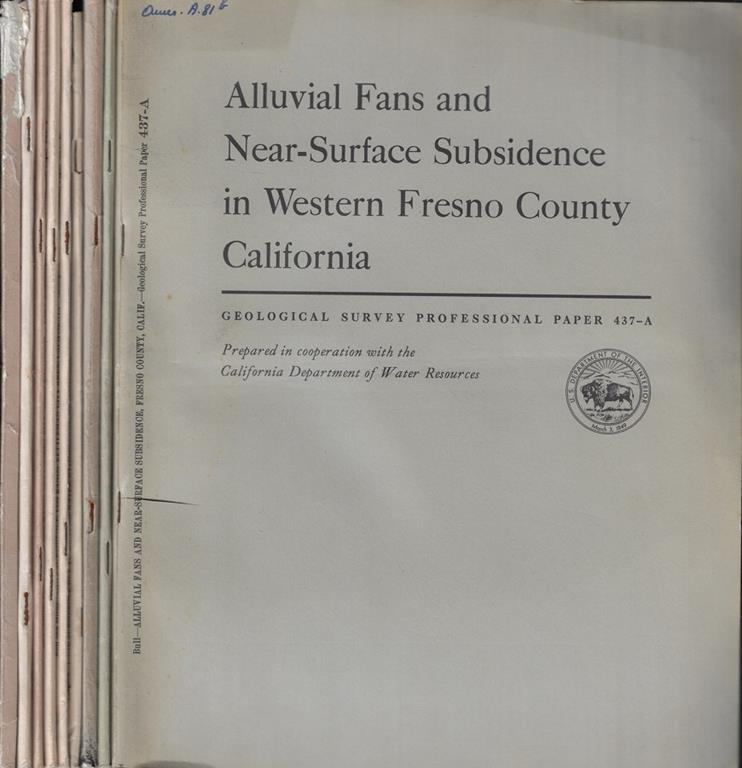 Alluvial Fans and
Near-Surface Subsidence
in Western Fresno County
California
GEOLOGICAL SURVEY PROFESSIONAL PAPER 437-A
Prepared in cooperation with the
California Department of Water Resources
U.S. DEPARTMENT OF THE INTERIOR
March 3, 1849
Bull—ALLUVIAL FANS AND NEAR-SURFACE SUBSIDENCE, FRESNO COUNTY, CALIF.—Geological Survey Professional Paper 437-A